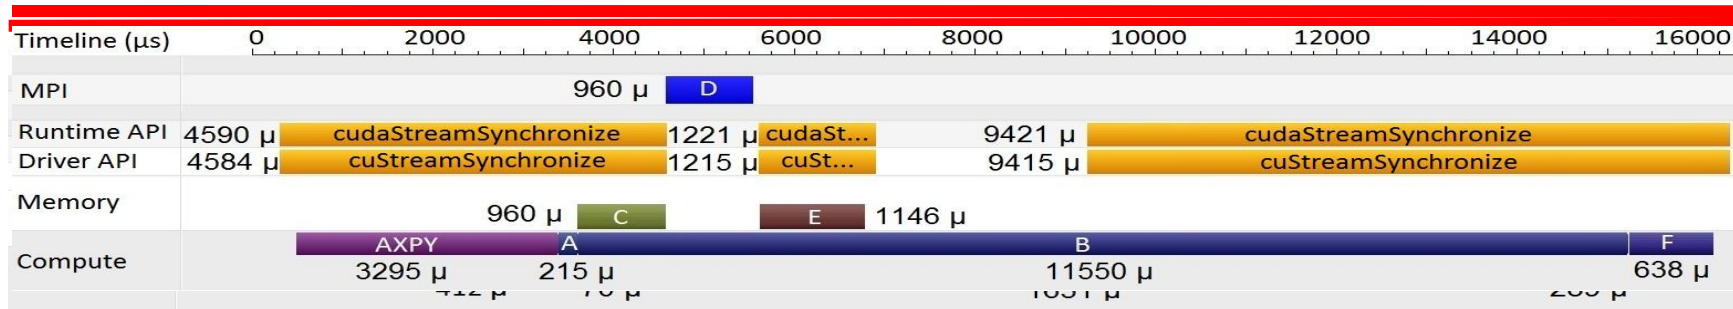 Timeline (μs) 0 2000 4000 6000 8000 10000 12000 14000 16000
MPI 960 μ D
Runtime API 4590 μ cudaStreamSynchronize 1221 μ cudaSt... 9421 μ cudaStreamSynchronize
Driver API 4584 μ cuStreamSynchronize 1215 μ cuSt... 9415 μ cuStreamSynchronize
Memory 960 μ C E 1146 μ
AXPY A B F
Compute 3295 μ 215 μ 11550 μ 638 μ